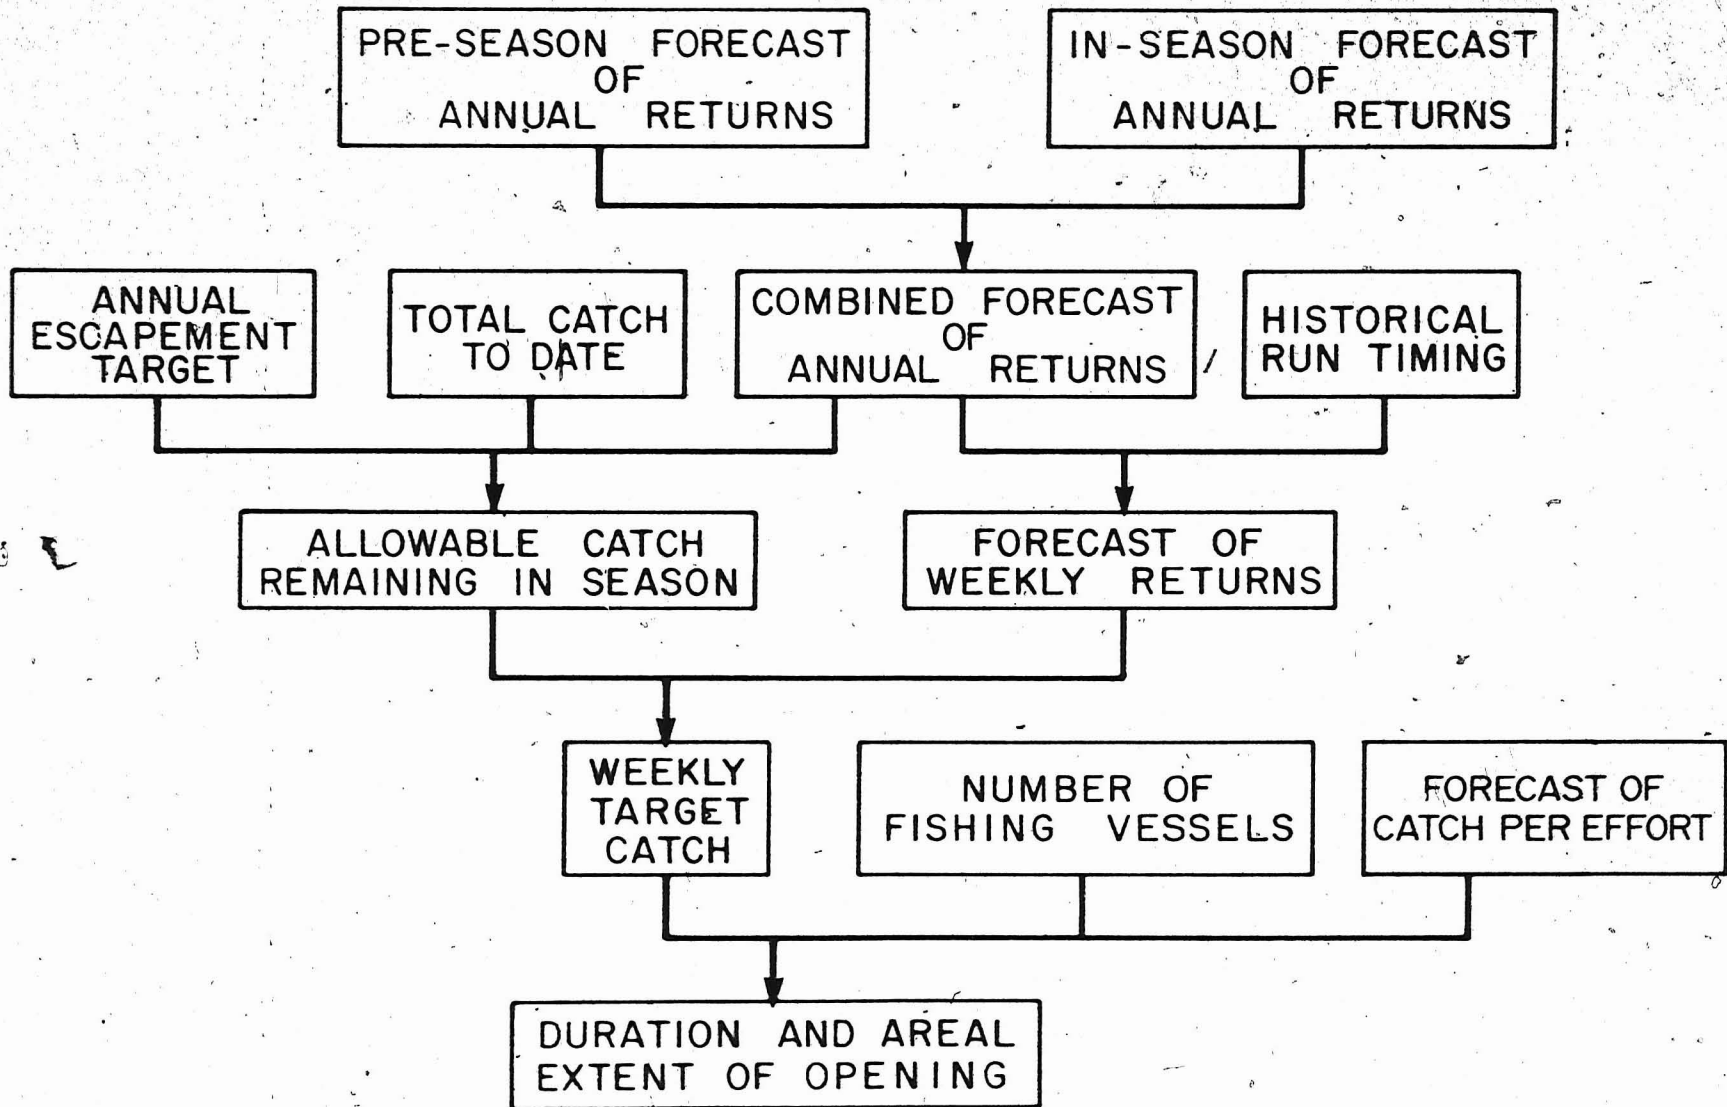 PRE-SEASON FORECAST
OF
ANNUAL RETURNS
IN-SEASON FORECAST
OF
ANNUAL RETURNS
ANNUAL
ESCAPEMENT
TARGET
TOTAL CATCH
TO DATE
COMBINED FORECAST
OF
ANNUAL RETURNS
HISTORICAL
RUN TIMING
ALLOWABLE CATCH
REMAINING IN SEASON
FORECAST OF
WEEKLY RETURNS
WEEKLY
TARGET
CATCH
NUMBER OF
FISHING VESSELS
FORECAST OF
CATCH PER EFFORT
DURATION AND AREAL
EXTENT OF OPENING